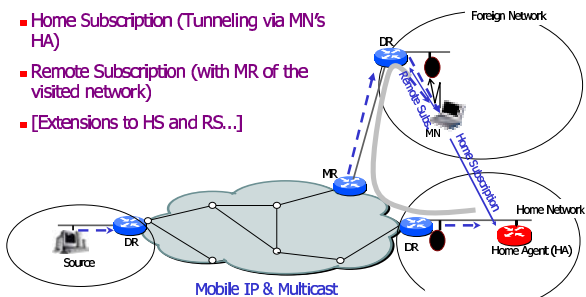 Home Subscription (Tunneling via MN's
HA)
Remote Subscription (with MR of the
visited network)
[Extensions to HS and RS...]
Foreign Network
DR
Remote Subs.
MN
Home Subscription
MR
Home Network
DR
DR
Home Agent (HA)
Source
Mobile IP & Multicast